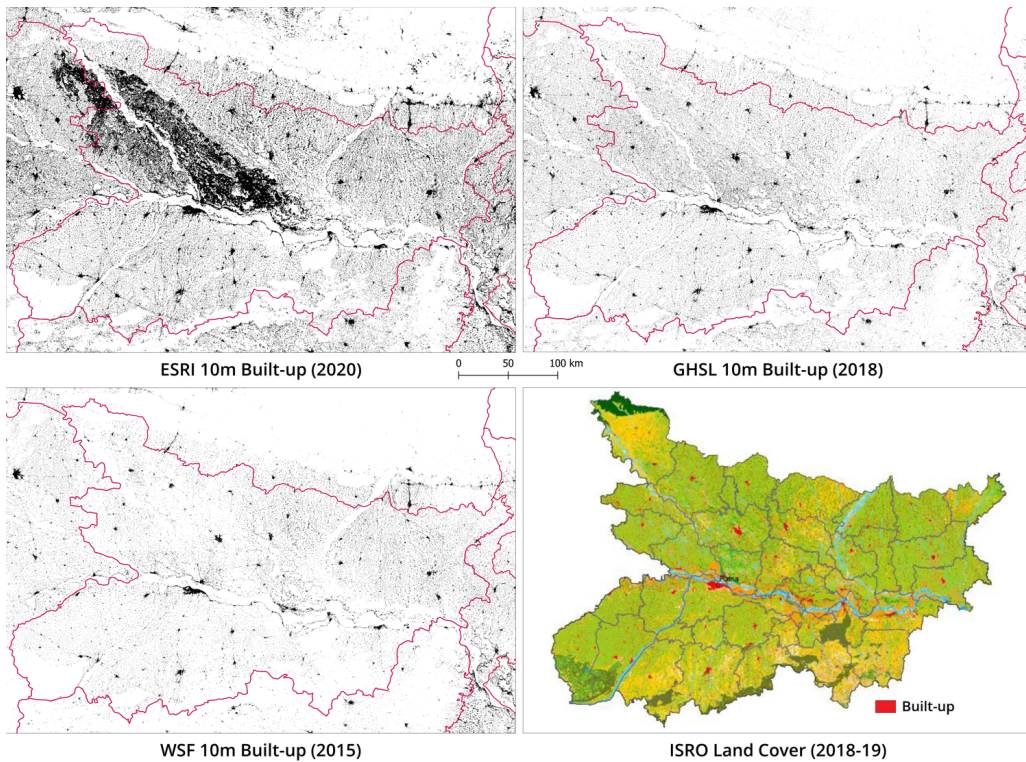 ESRI 10m Built-up (2020)
0 50 100 km
GHSL 10m Built-up (2018)
Patna
Built-up
WSF 10m Built-up (2015)
ISRO Land Cover (2018-19)